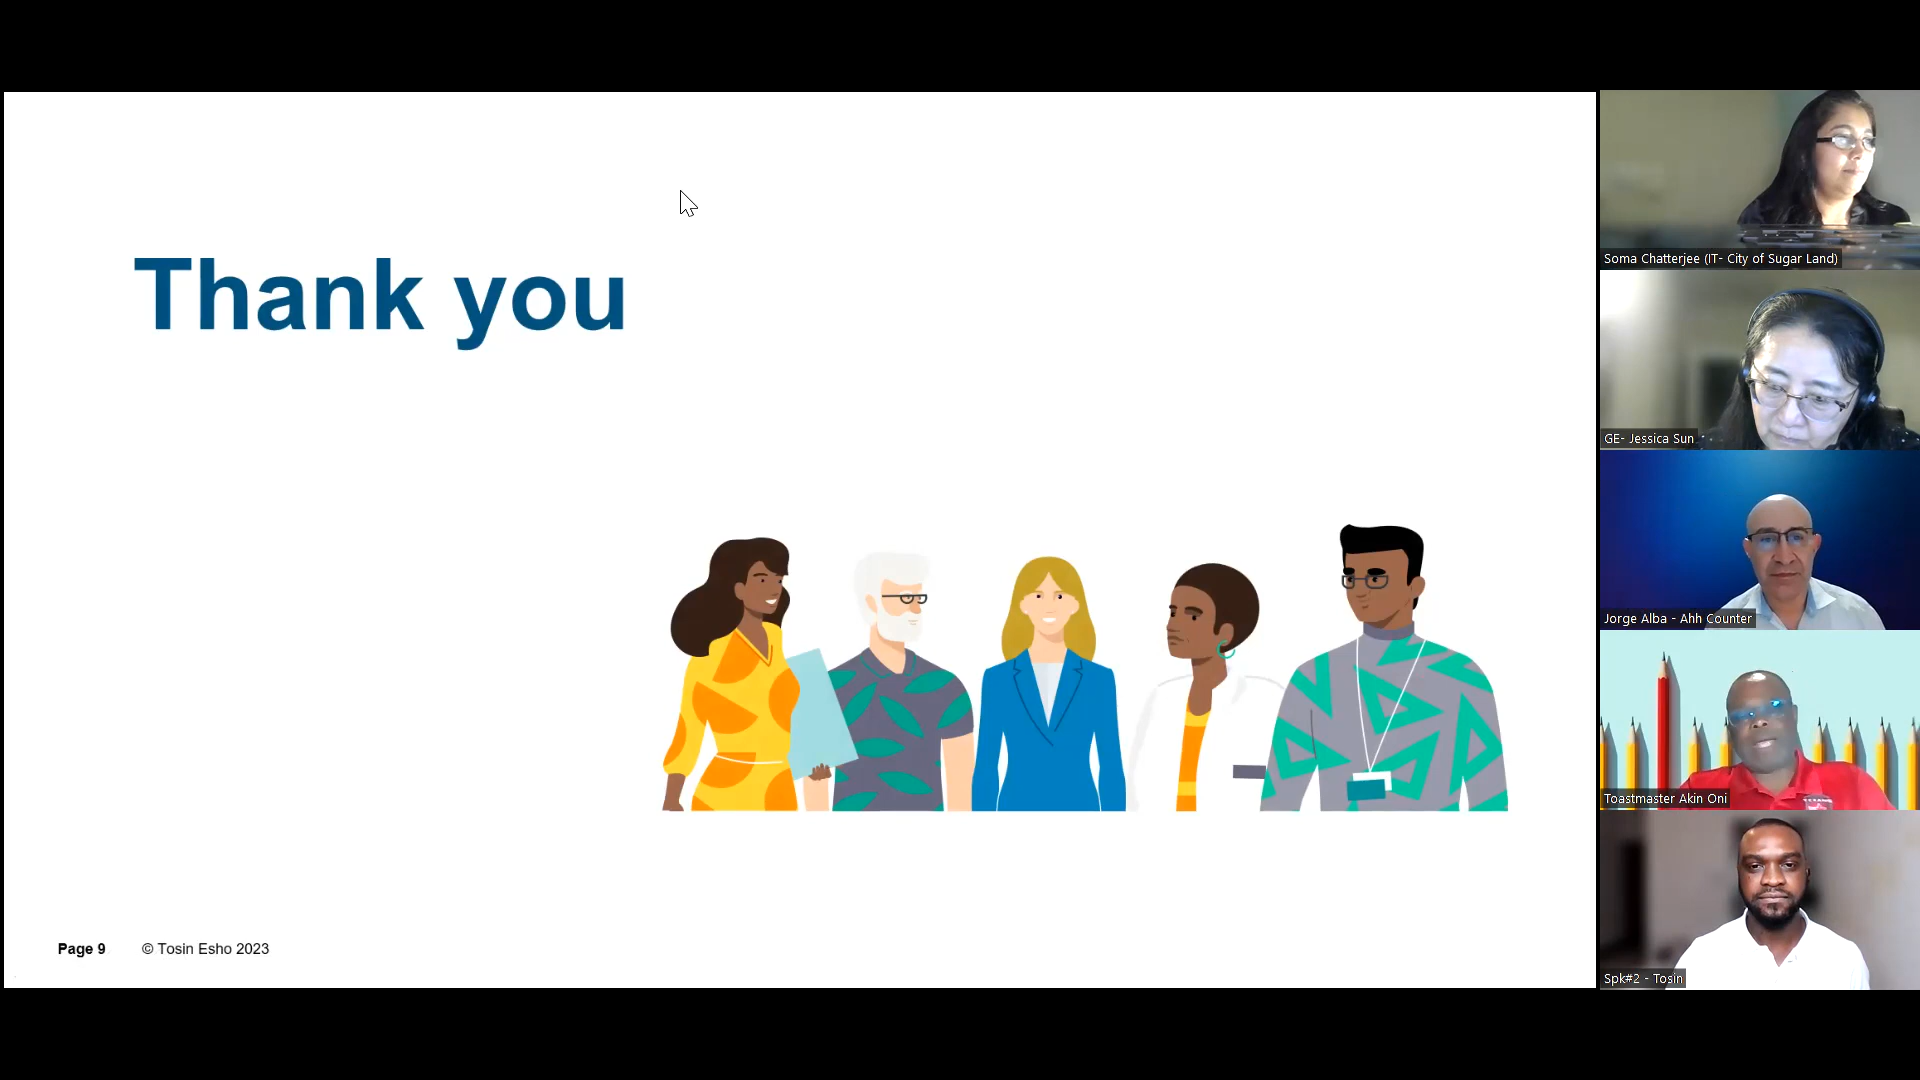 Thank you
Page 9 © Tosin Esho 2023
Soma Chatterjee (IT- City of Sugar Land)
GE- Jessica Sun
Jorge Alba - Ahh Counter
Toastmaster Akin Oni
Spk#2 - Tosin